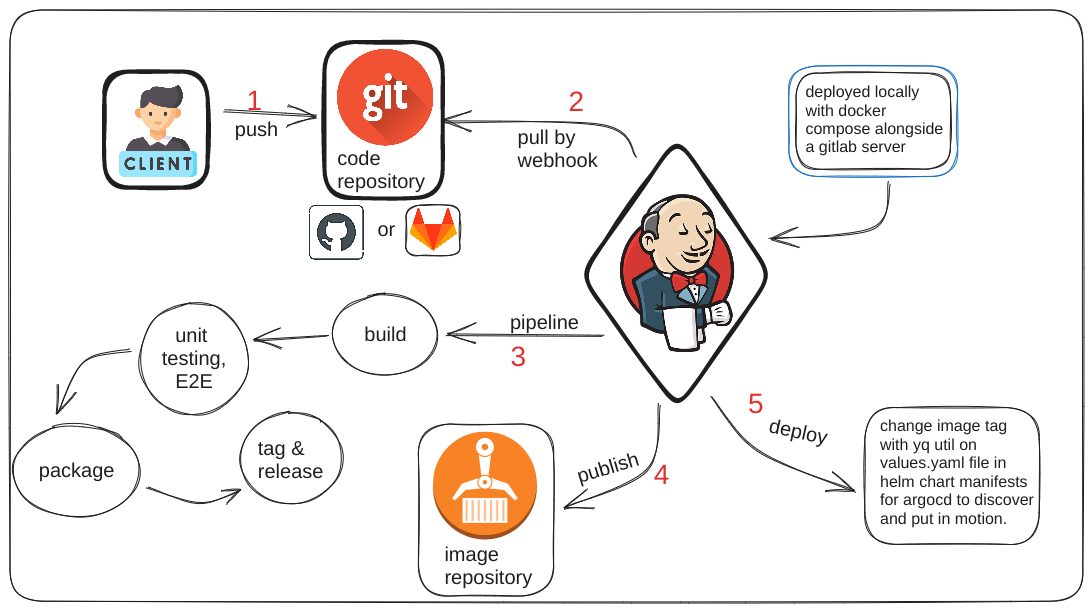 CLIENT
1
push
git
code
repository
or
2
pull by
webhook
deployed locally
with docker
compose alongside
a gitlab server
pipeline
3
build
unit
testing,
E2E
package
tag &
release
publish
4
image
repository
5
deploy
change image tag
with yq util on
values.yaml file in
helm chart manifests
for argocd to discover
and put in motion.